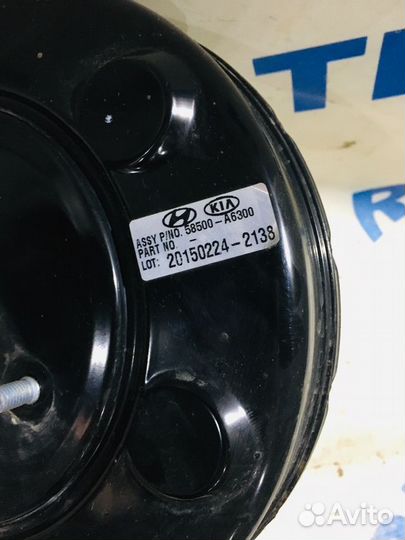 KIA
ASSY P/NO. 58500-A6300
PART NO. -
LOT: 20150224-2138
Avito